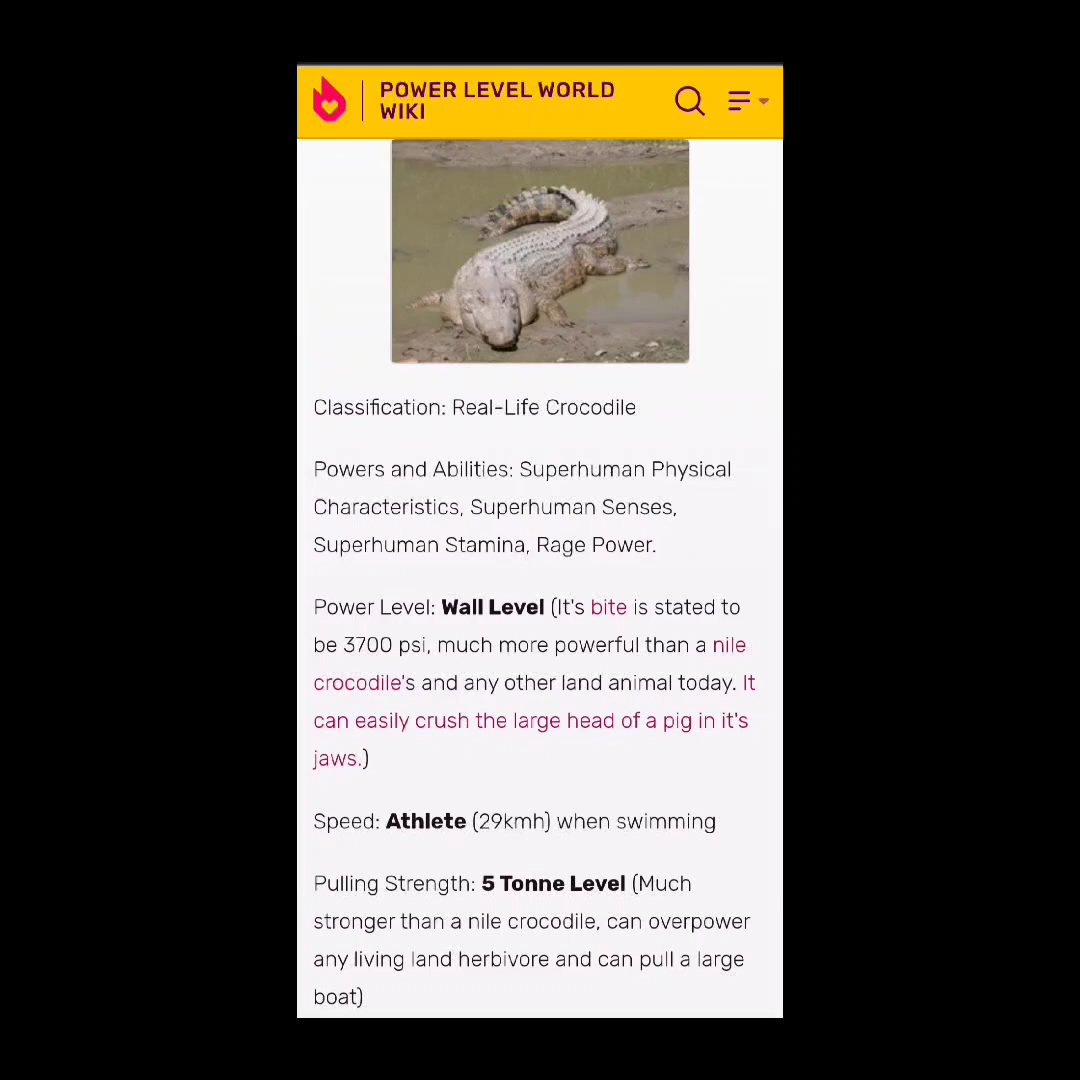 POWER LEVEL WORLD
WIKI
Classification: Real-Life Crocodile
Powers and Abilities: Superhuman Physical
Characteristics, Superhuman Senses,
Superhuman Stamina, Rage Power.
Power Level: Wall Level (It's bite is stated to
be 3700 psi, much more powerful than a nile
crocodile's and any other land animal today. It
can easily crush the large head of a pig in it's
jaws.)
Speed: Athlete (29kmh) when swimming
Pulling Strength: 5 Tonne Level (Much
stronger than a nile crocodile, can overpower
any living land herbivore and can pull a large
boat)